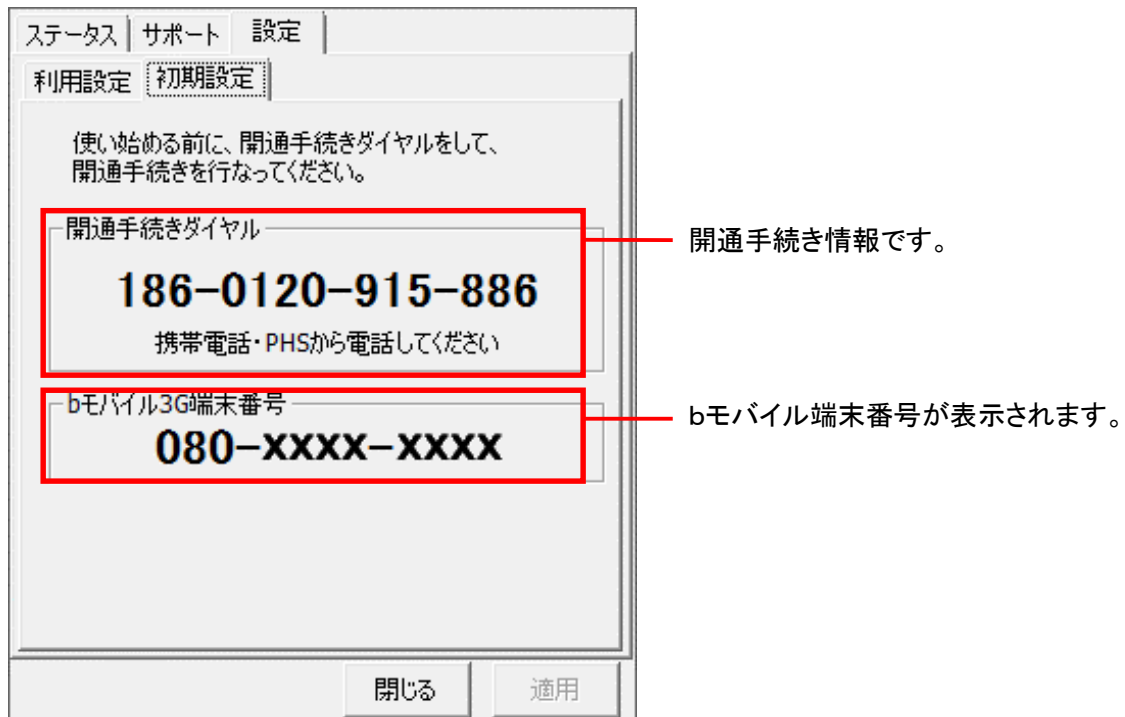 ステータス サポート 設定
利用設定 初期設定
使い始める前に、開通手続きダイヤルをして、
開通手続きを行なってください。
開通手続きダイヤル
186-0120-915-886
携帯電話・PHSから電話してください
開通手続き情報です。
bモバイル3G端末番号
080-xxxx-xxxx
bモバイル端末番号が表示されます。
閉じる 適用